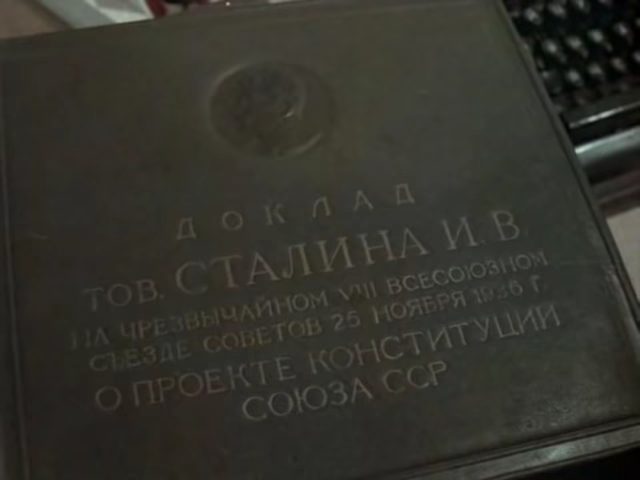 ДОКЛАД
ТОВ. СТАЛИНА И. В.
НА ЧРЕЗВЫЧАЙНОМ VIII ВСЕСОЮЗНОМ
СЪЕЗДЕ СОВЕТОВ 25 НОЯБРЯ 1936 Г.
О ПРОЕКТЕ КОНСТИТУЦИИ
СОЮЗА ССР